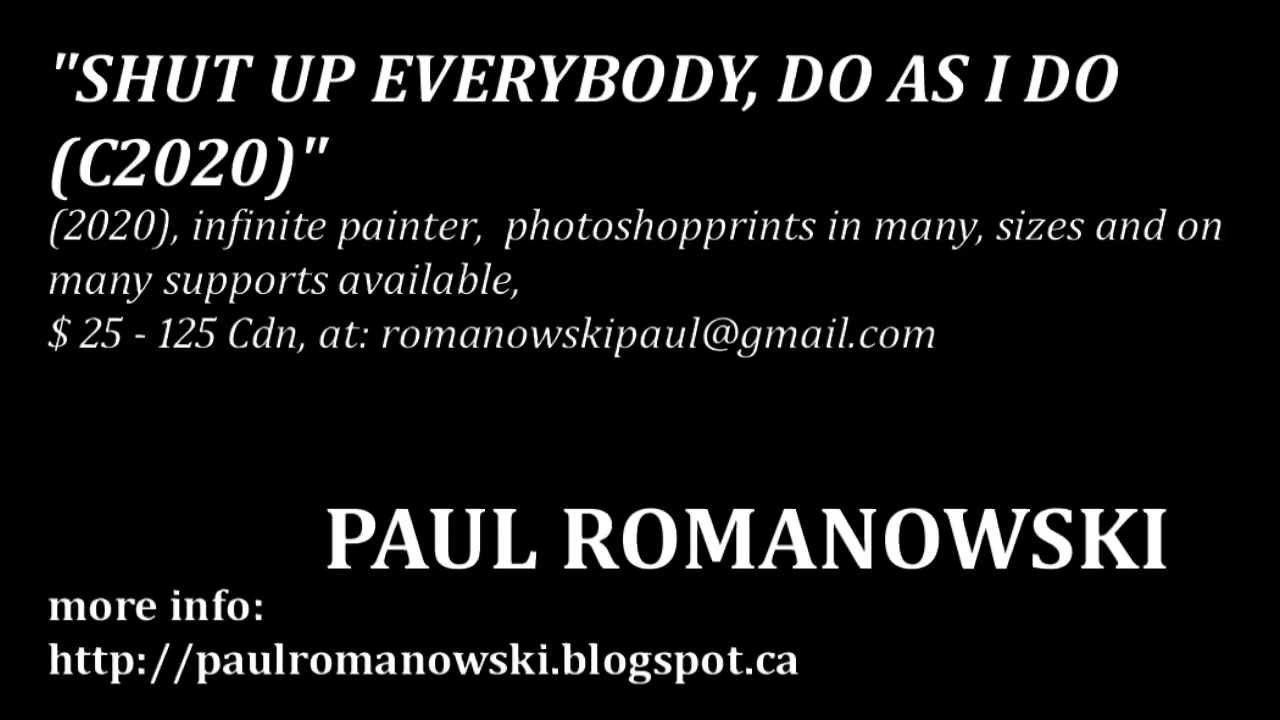 "SHUT UP EVERYBODY, DO AS I DO
(C2020)"
(2020), infinite painter,  photoshopprints in many, sizes and on
many supports available,
$ 25 - 125 Cdn, at: romanowskipaul@gmail.com
PAUL ROMANOWSKI
more info:
http://paulromanowski.blogspot.ca